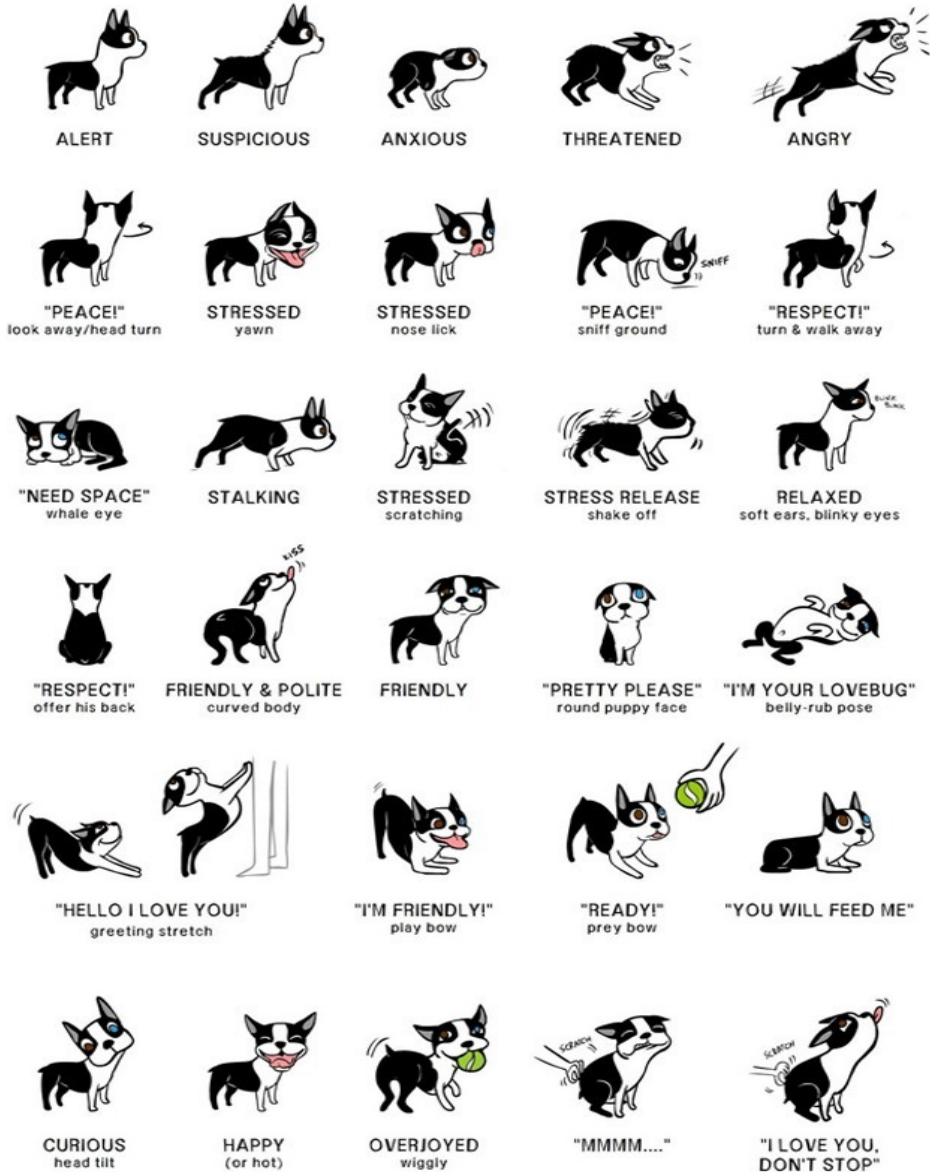 ALERT
SUSPICIOUS
ANXIOUS
THREATENED
ANGRY
"PEACE!"
look away/head turn
STRESSED
yawn
STRESSED
nose lick
SNIFF
"PEACE!"
sniff ground
"RESPECT!"
turn & walk away
"NEED SPACE"
whale eye
STALKING
STRESSED
scratching
STRESS RELEASE
shake off
BLINK
BLINK
RELAXED
soft ears, blinky eyes
"RESPECT!"
offer his back
KISS
FRIENDLY & POLITE
curved body
FRIENDLY
"PRETTY PLEASE"
round puppy face
"I'M YOUR LOVEBUG"
belly-rub pose
"HELLO I LOVE YOU!"
greeting stretch
"I'M FRIENDLY!"
play bow
"READY!"
prey bow
"YOU WILL FEED ME"
CURIOUS
head tilt
HAPPY
(or hot)
OVERJOYED
wiggly
SCRATCH
"MMMM...."
SCRATCH
"I LOVE YOU,
DON'T STOP"